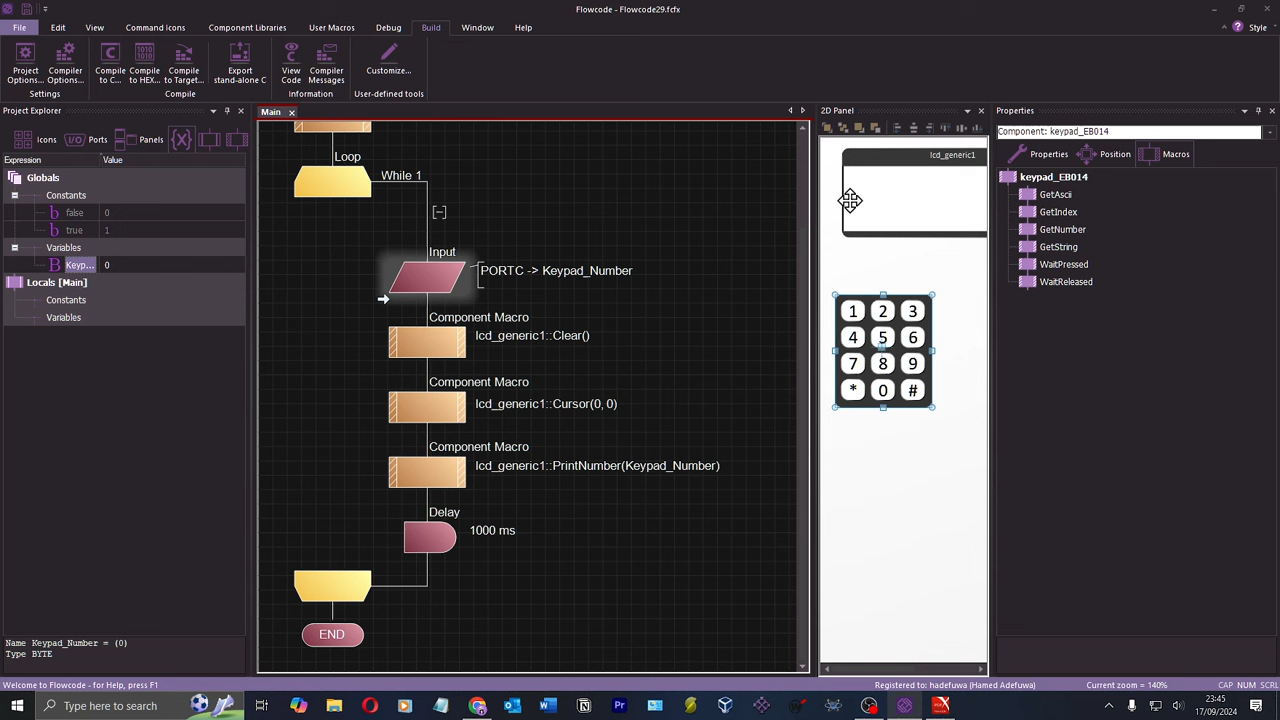 Flowcode - Flowcode29.fcfx
File Edit View Command Icons Component Libraries User Macros Debug Build Window Help Style
Project Options... Compiler Options... Compile to C... Compile to HEX... Compile to Target... Export stand-alone C View Code Compiler Messages Customize...
Settings Compile Information User-defined tools
Project Explorer
Icons Ports Panels
Expression Value
Globals
Constants
false 0
true 1
Variables
Keyp... 0
Locals [Main]
Constants
Variables
Name Keypad_Number = (0)
Type BYTE
Main
Loop
While 1
Input
PORTC -> Keypad_Number
Component Macro
lcd_generic1::Clear()
Component Macro
lcd_generic1::Cursor(0, 0)
Component Macro
lcd_generic1::PrintNumber(Keypad_Number)
Delay
1000 ms
END
2D Panel
lcd_generic1
1 2 3
4 5 6
7 8 9
* 0 #
Properties
Component: keypad_EB014
Properties Position Macros
keypad_EB014
GetAscii
GetIndex
GetNumber
GetString
WaitPressed
WaitReleased
Welcome to Flowcode - for Help, press F1
Registered to: hadefuwa (Hamed Adefuwa) Current zoom = 140% CAP NUM SCRL
Type here to search
23:45
17/09/2024